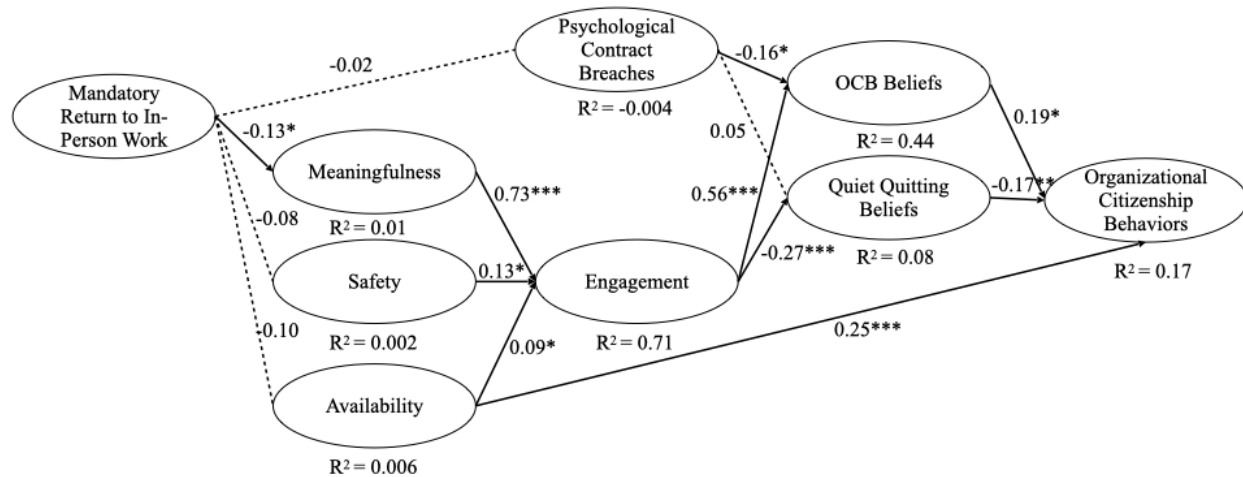 Psychological
Contract
Breaches
R² = -0.004
-0.02
-0.16*
OCB Beliefs
R² = 0.44
Mandatory
Return to In-
Person Work
-0.13*
0.05
0.19*
Meaningfulness
R² = 0.01
0.73***
0.56***
Quiet Quitting
Beliefs
R² = 0.08
-0.17**
Organizational
Citizenship
Behaviors
R² = 0.17
-0.08
Safety
R² = 0.002
0.13*
Engagement
R² = 0.71
-0.27***
-0.10
0.09*
0.25***
Availability
R² = 0.006